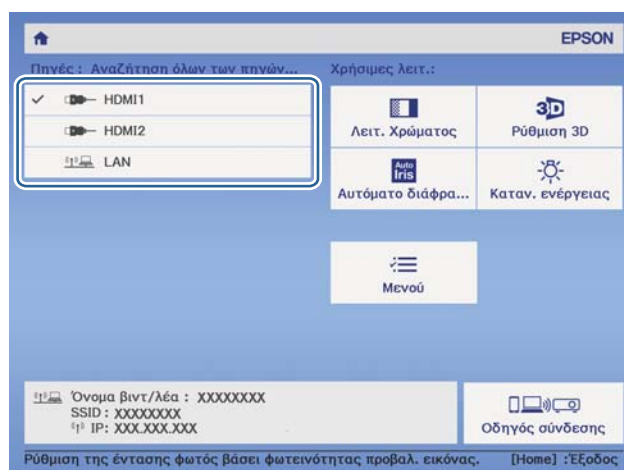 EPSON
Πηγές : Αναζήτηση όλων των πηγών...
Χρήσιμες λειτ.:
HDMI1
HDMI2
LAN
Λειτ. Χρώματος
3D
Ρύθμιση 3D
Auto
Iris
Αυτόματο διάφρα...
Καταν. ενέργειας
Μενού
Όνομα βιντ/λέα : XXXXXXXX
SSID : XXXXXXXX
IP: XXX.XXX.XXX
Οδηγός σύνδεσης
Ρύθμιση της έντασης φωτός βάσει φωτεινότητας προβαλ. εικόνας. [Home] :Έξοδος